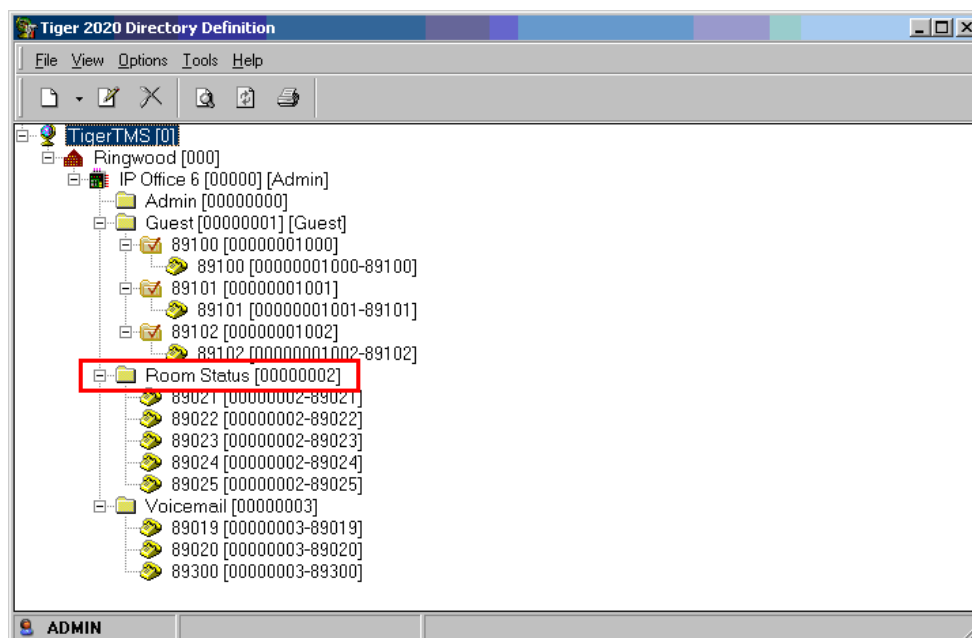 Tiger 2020 Directory Definition
File View Options Tools Help
TigerTMS [0]
Ringwood [000]
IP Office 6 [00000] [Admin]
Admin [00000000]
Guest [00000001] [Guest]
89100 [00000001000]
89100 [00000001000-89100]
89101 [00000001001]
89101 [00000001001-89101]
89102 [00000001002]
89102 [00000001002-89102]
Room Status [00000002]
89021 [00000002-89021]
89022 [00000002-89022]
89023 [00000002-89023]
89024 [00000002-89024]
89025 [00000002-89025]
Voicemail [00000003]
89019 [00000003-89019]
89020 [00000003-89020]
89300 [00000003-89300]
ADMIN